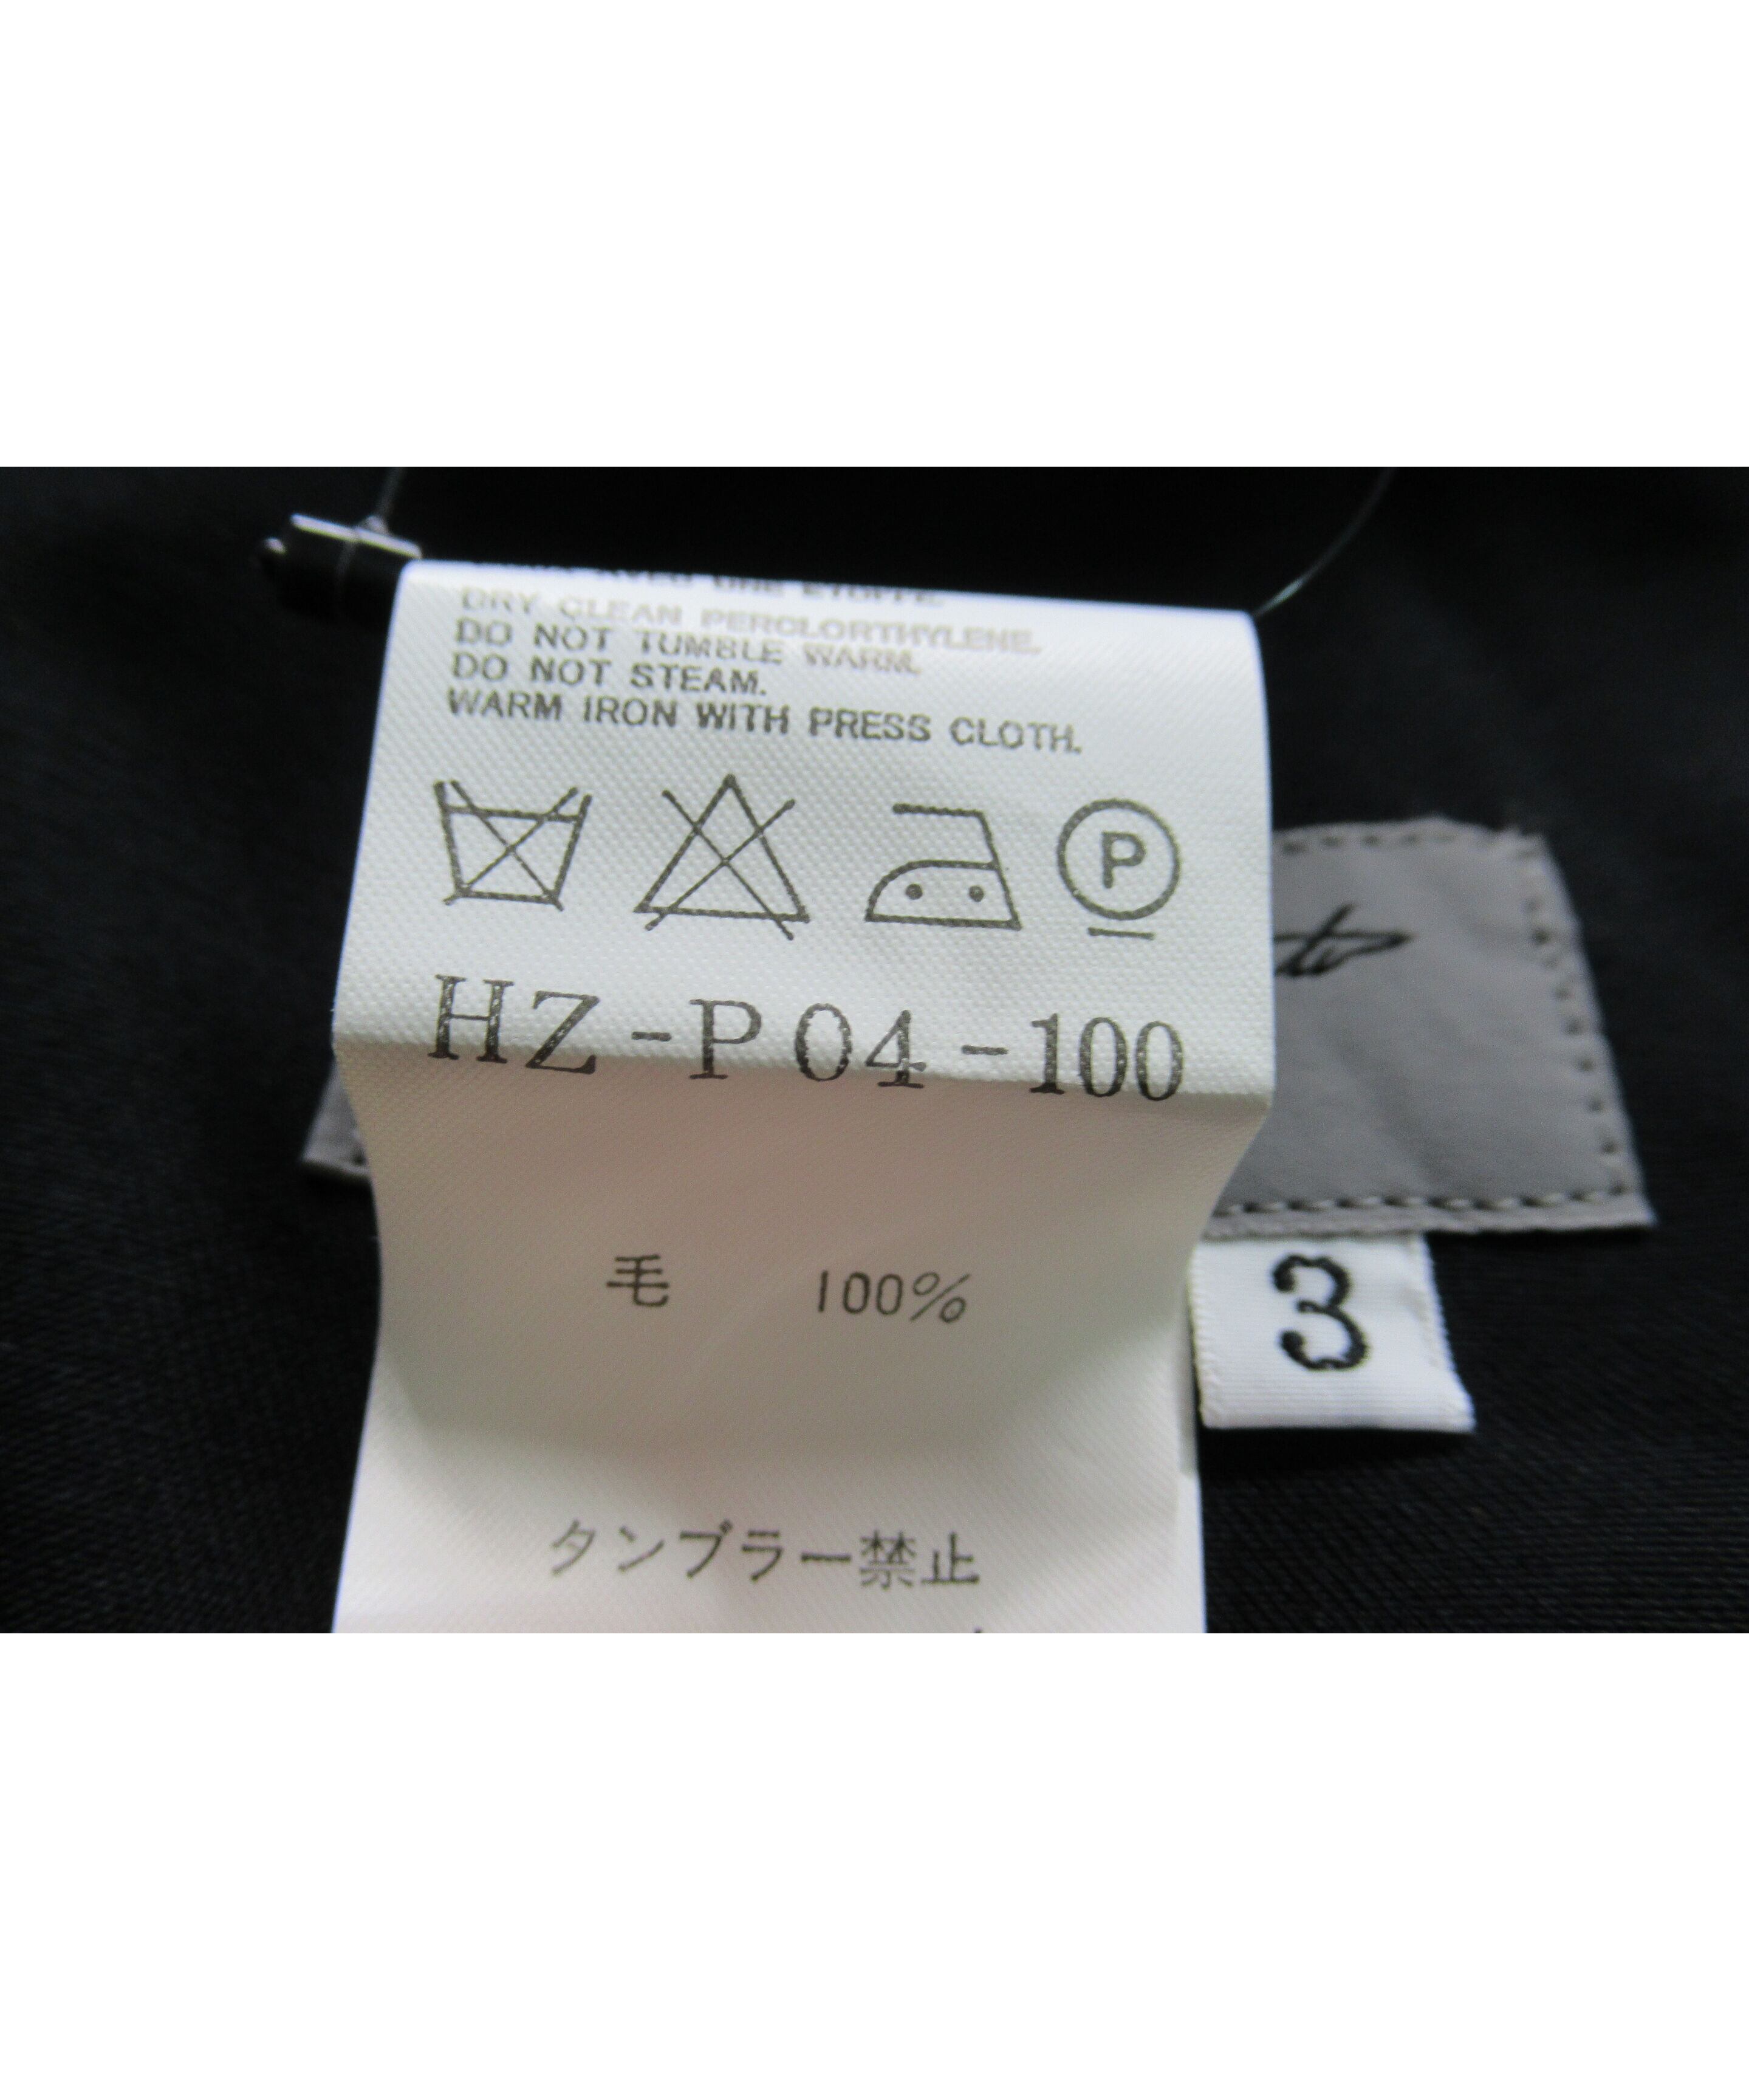 DRY CLEAN PERCLORTHYLENE.
DO NOT TUMBLE WARM.
DO NOT STEAM.
WARM IRON WITH PRESS CLOTH.
P
HZ-P04-100
毛 100%
3
タンブラー禁止